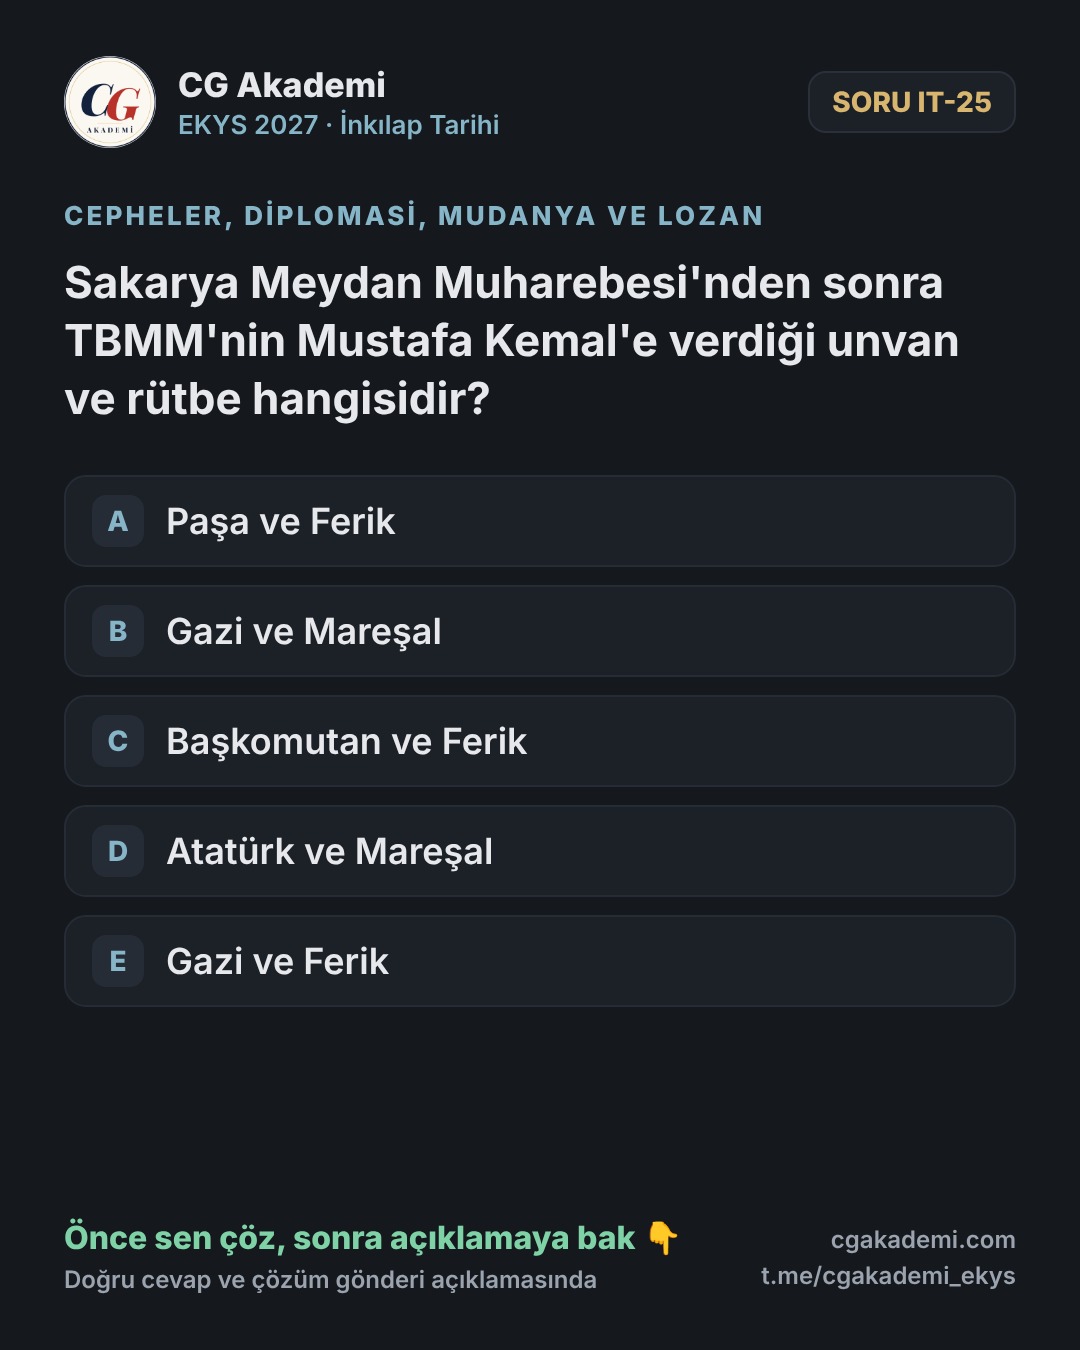 CG
AKADEMİ
CG Akademi
EKYS 2027 · İnkılap Tarihi
SORU IT-25
CEPHELER, DİPLOMASİ, MUDANYA VE LOZAN
Sakarya Meydan Muharebesi'nden sonra
TBMM'nin Mustafa Kemal'e verdiği unvan
ve rütbe hangisidir?
A Paşa ve Ferik
B Gazi ve Mareşal
C Başkomutan ve Ferik
D Atatürk ve Mareşal
E Gazi ve Ferik
Önce sen çöz, sonra açıklamaya bak 👇
Doğru cevap ve çözüm gönderi açıklamasında
cgakademi.com
t.me/cgakademi_ekys